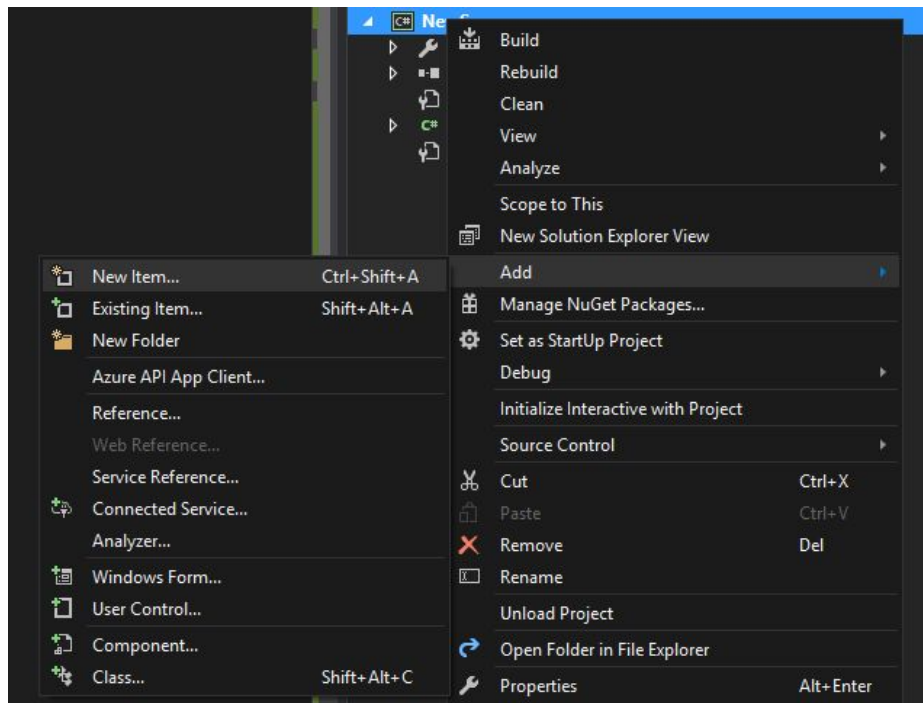 C# Ne
Build
Rebuild
Clean
C#
View
Analyze
Scope to This
New Solution Explorer View
Add
Manage NuGet Packages...
Set as StartUp Project
Debug
Initialize Interactive with Project
Source Control
Cut Ctrl+X
Paste Ctrl+V
Remove Del
Rename
Unload Project
Open Folder in File Explorer
Properties Alt+Enter
New Item... Ctrl+Shift+A
Existing Item... Shift+Alt+A
New Folder
Azure API App Client...
Reference...
Web Reference...
Service Reference...
Connected Service...
Analyzer...
Windows Form...
User Control...
Component...
Class... Shift+Alt+C